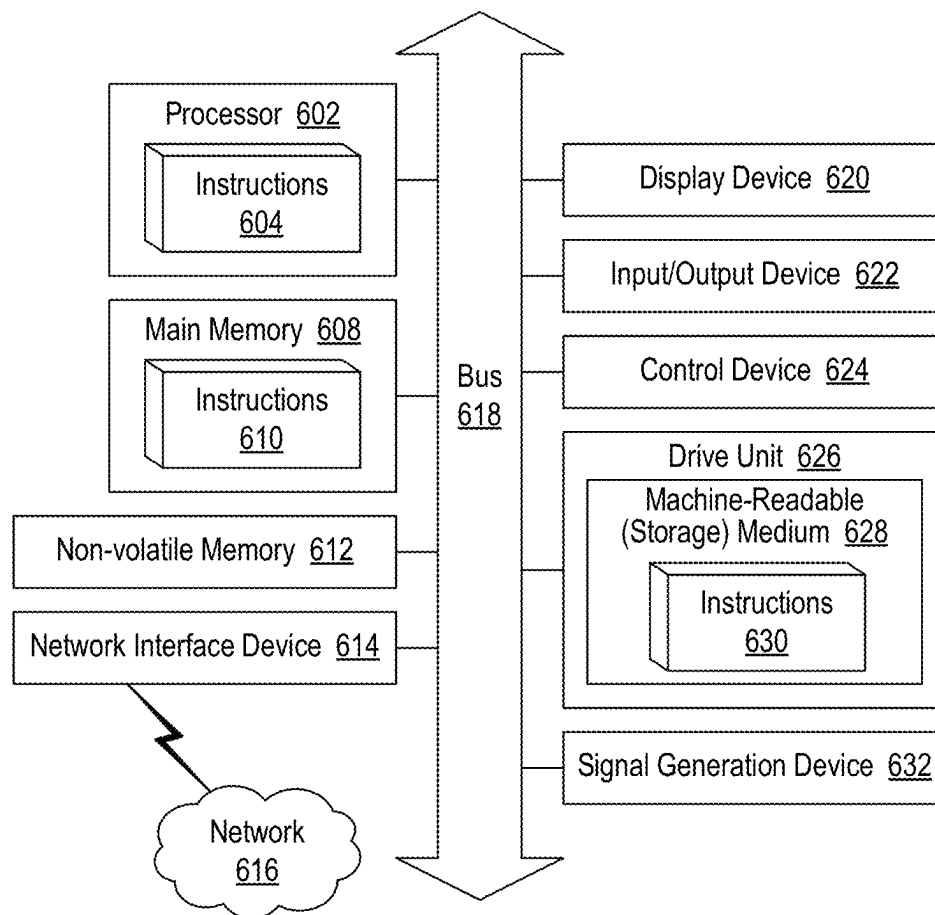 Processor 602
Instructions
604
Main Memory 608
Instructions
610
Non-volatile Memory 612
Network Interface Device 614
Network
616
Bus
618
Display Device 620
Input/Output Device 622
Control Device 624
Drive Unit 626
Machine-Readable
(Storage) Medium 628
Instructions
630
Signal Generation Device 632